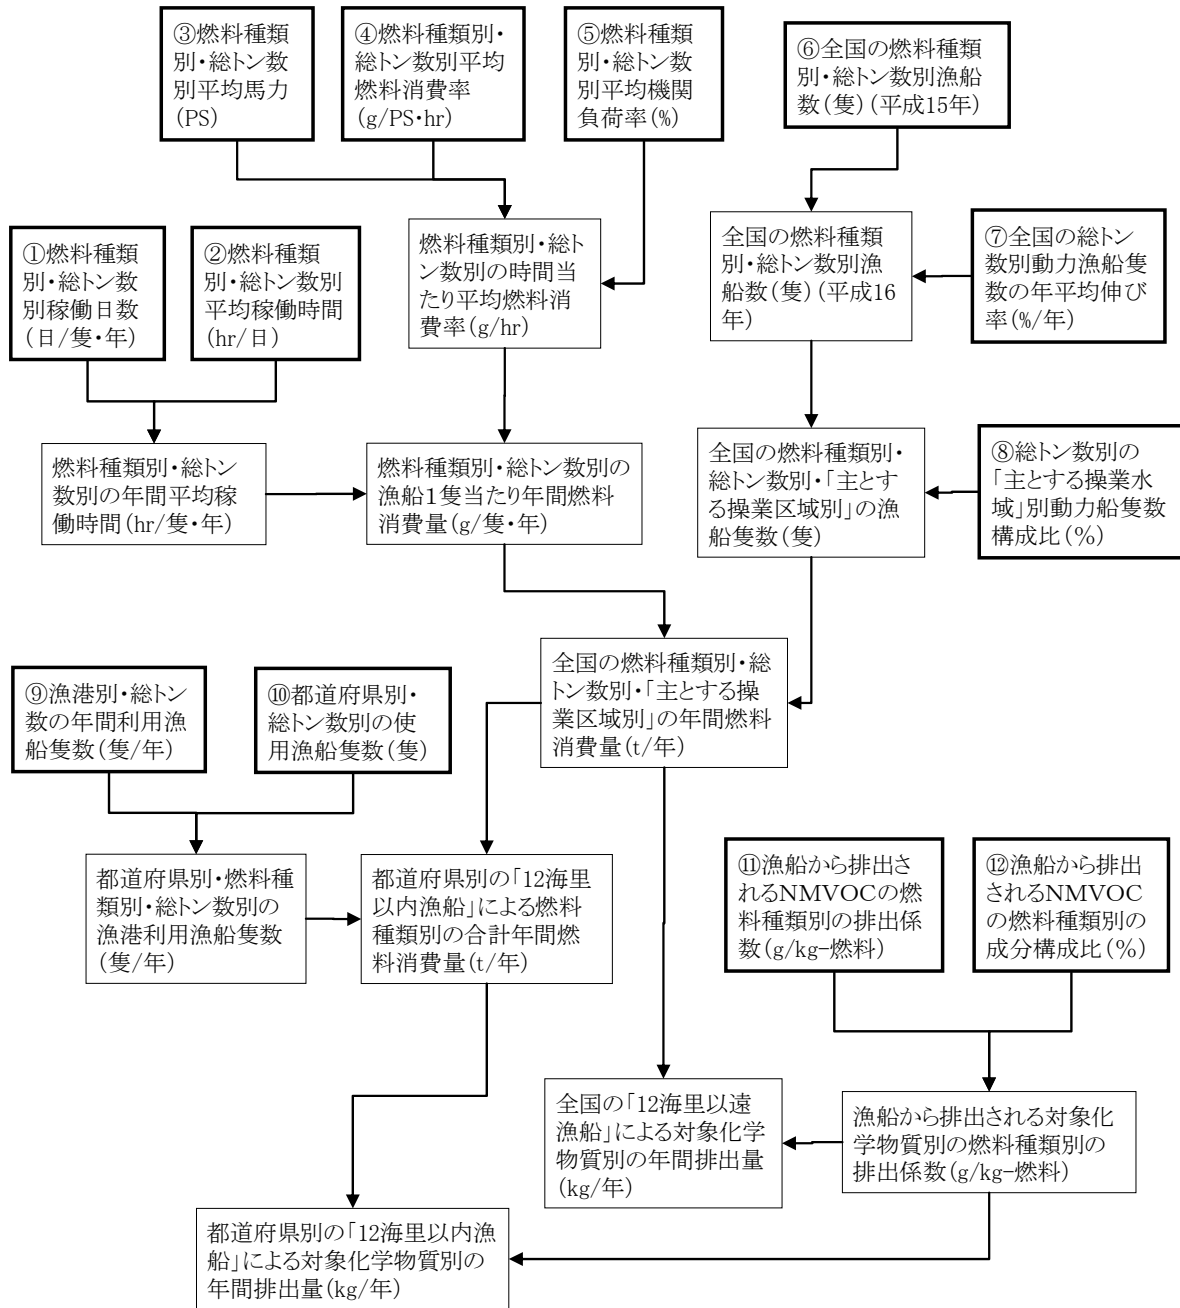 ③燃料種類
別・総トン数
別平均馬力
(PS)
④燃料種類別・
総トン数別平均
燃料消費率
(g/PS・hr)
⑤燃料種類
別・総トン数
別平均機関
負荷率(%)
⑥全国の燃料種類
別・総トン数別漁船
数(隻)(平成15年)
①燃料種類
別・総トン数
別稼働日数
(日/隻・年)
②燃料種類
別・総トン数別
平均稼働時間
(hr/日)
燃料種類別・総ト
ン数別の時間当
たり平均燃料消
費率(g/hr)
全国の燃料種類
別・総トン数別漁
船数(隻)(平成16
年)
⑦全国の総トン
数別動力漁船隻
数の年平均伸び
率(%/年)
燃料種類別・総トン
数別の年間平均稼
働時間(hr/隻・年)
燃料種類別・総トン数別の
漁船1隻当たり年間燃料
消費量(g/隻・年)
全国の燃料種類別・
総トン数別・「主とす
る操業区域別」の漁
船隻数(隻)
⑧総トン数別の
「主とする操業水
域」別動力船隻数
構成比(%)
⑨漁港別・総トン
数の年間利用漁
船隻数(隻/年)
⑩都道府県別・
総トン数別の使
用漁船隻数(隻)
全国の燃料種類別・総
トン数別・「主とする操
業区域別」の年間燃料
消費量(t/年)
都道府県別・燃料種
類別・総トン数別の
漁港利用漁船隻数
(隻/年)
都道府県別の「12海里
以内漁船」による燃料
種類別の合計年間燃
料消費量(t/年)
⑪漁船から排出さ
れるNMVOCの燃
料種類別の排出係
数(g/kg-燃料)
⑫漁船から排出
されるNMVOC
の燃料種類別の
成分構成比(%)
全国の「12海里以遠
漁船」による対象化学
物質別の年間排出量
(kg/年)
漁船から排出される対象化
学物質別の燃料種類別の
排出係数(g/kg-燃料)
都道府県別の「12海里以内漁
船」による対象化学物質別の
年間排出量(kg/年)